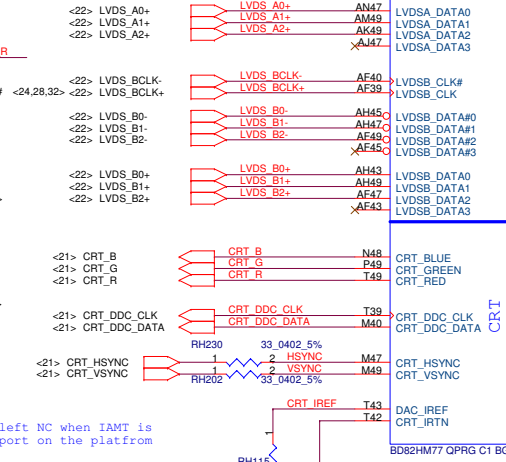 <22> LVDS_A0+ LVDS_A0+ AN47 LVDSA_DATA0
<22> LVDS_A1+ LVDS_A1+ AM49 LVDSA_DATA1
<22> LVDS_A2+ LVDS_A2+ AK49 LVDSA_DATA2
AJ47 LVDSA_DATA3
R
<22> LVDS_BCLK- LVDS_BCLK- AF40 LVDSB_CLK#
# <24,28,32> <22> LVDS_BCLK+ LVDS_BCLK+ AF39 LVDSB_CLK
<22> LVDS_B0- LVDS_B0- AH45 LVDSB_DATA#0
<22> LVDS_B1- LVDS_B1- AH47 LVDSB_DATA#1
<22> LVDS_B2- LVDS_B2- AF49 LVDSB_DATA#2
AF45 LVDSB_DATA#3
<22> LVDS_B0+ LVDS_B0+ AH43 LVDSB_DATA0
<22> LVDS_B1+ LVDS_B1+ AH49 LVDSB_DATA1
<22> LVDS_B2+ LVDS_B2+ AF47 LVDSB_DATA2
AF43 LVDSB_DATA3
<21> CRT_B CRT_B N48 CRT_BLUE
<21> CRT_G CRT_G P49 CRT_GREEN
<21> CRT_R CRT_R T49 CRT_RED
CRT
<21> CRT_DDC_CLK CRT_DDC_CLK T39 CRT_DDC_CLK
<21> CRT_DDC_DATA CRT_DDC_DATA M40 CRT_DDC_DATA
RH230 33_0402_5%
<21> CRT_HSYNC 1 2 HSYNC M47 CRT_HSYNC
<21> CRT_VSYNC 1 2 VSYNC M49 CRT_VSYNC
RH202 33_0402_5%
CRT_IREF T43 DAC_IREF
T42 CRT_IRTN
left NC when IAMT is
port on the platfrom
1
BD82HM77 QPRG C1 BG
RH115